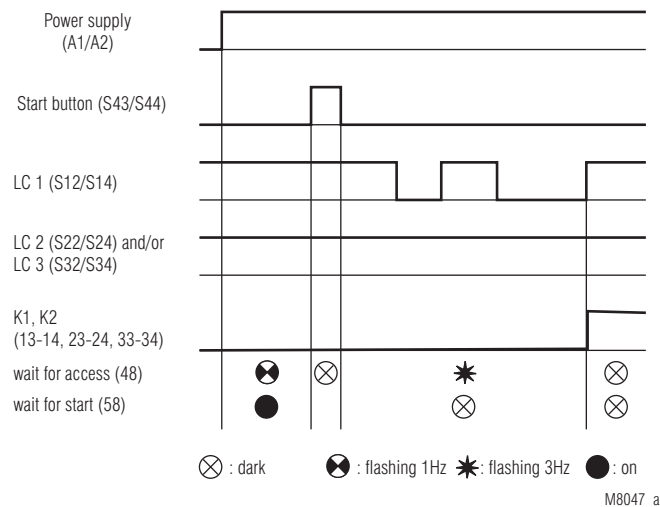 Power supply
(A1/A2)
Start button (S43/S44)
LC 1 (S12/S14)
LC 2 (S22/S24) and/or
LC 3 (S32/S34)
K1, K2
(13-14, 23-24, 33-34)
wait for access (48)
wait for start (58)
: dark : flashing 1Hz : flashing 3Hz : on
M8047_a